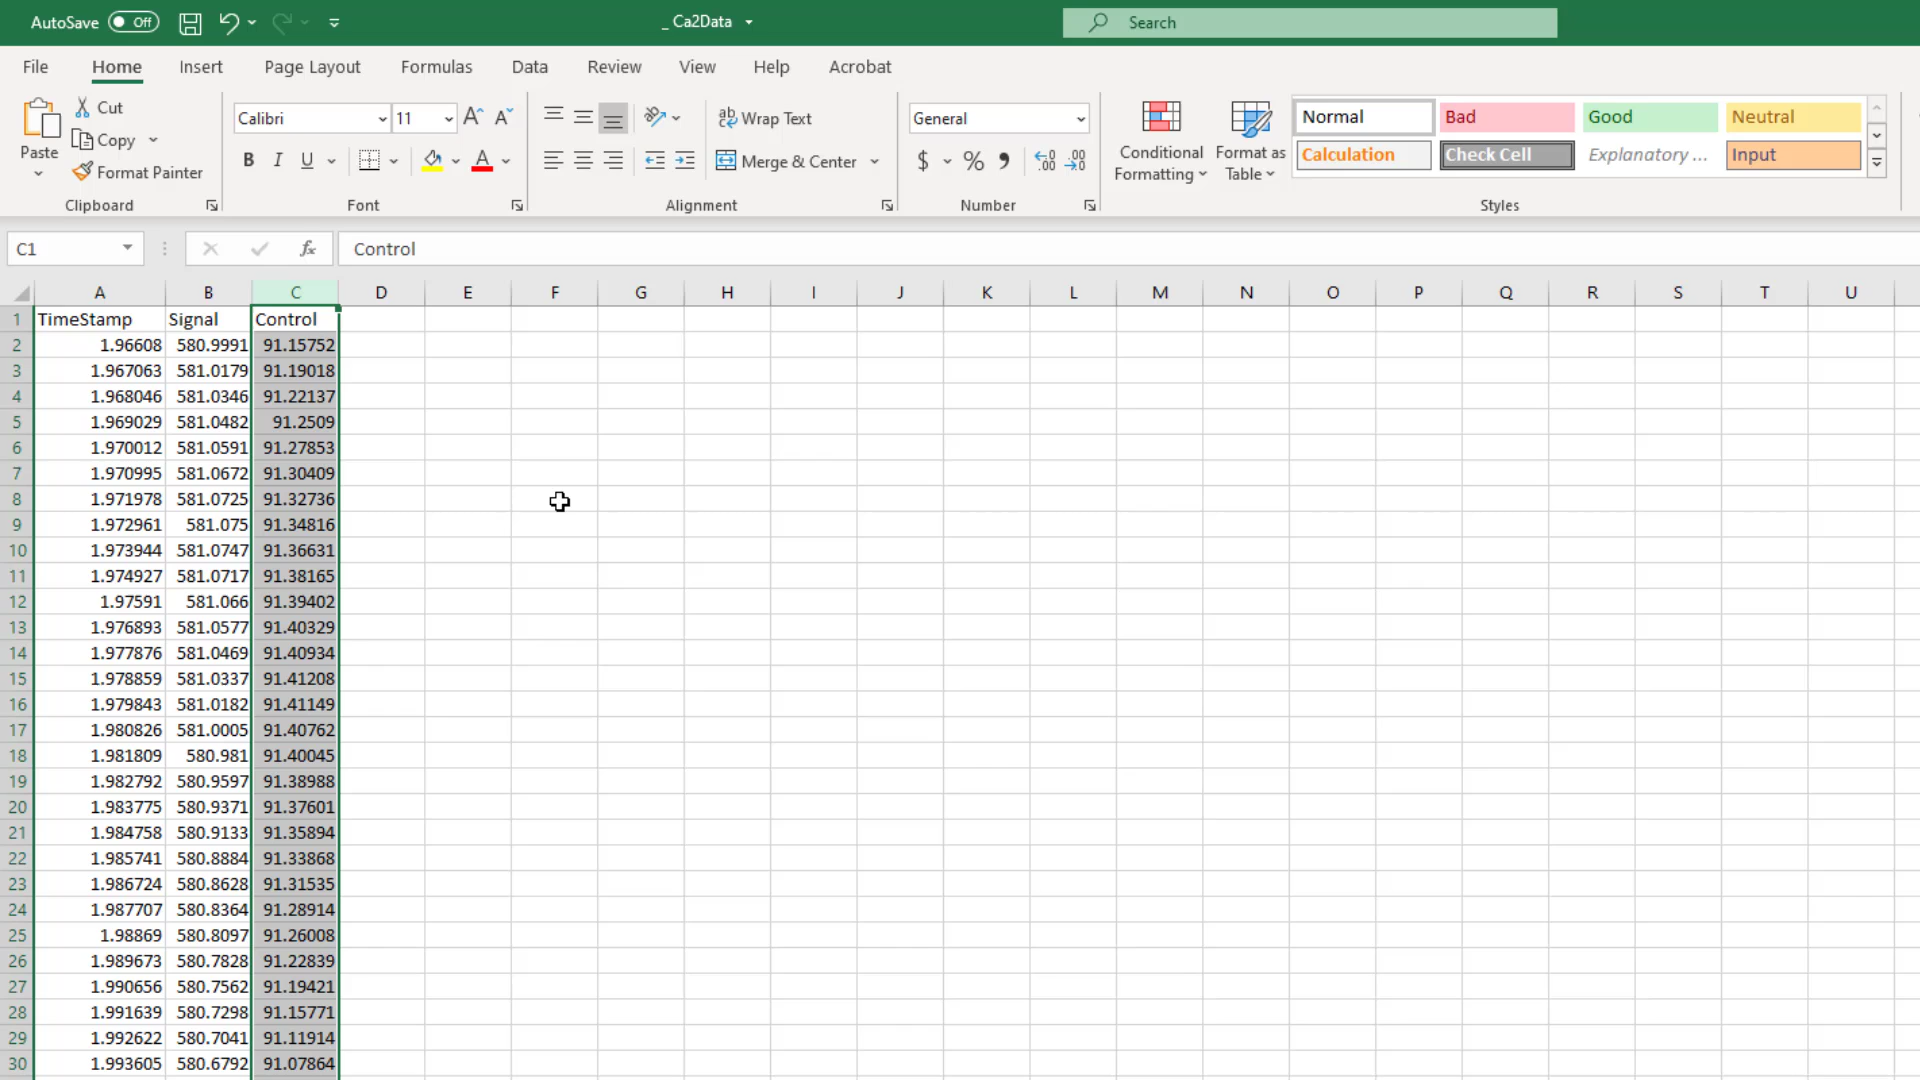 AutoSave Off _ Ca2Data Search
File Home Insert Page Layout Formulas Data Review View Help Acrobat
Paste Cut Copy Format Painter
Clipboard
Calibri 11 A A
B I U A
Font
ab Wrap Text
Merge & Center
Alignment
General
$ % 9
Number
Conditional Formatting
Format as Table
Normal Bad Good Neutral
Calculation Check Cell Explanatory ... Input
Styles
C1 fx Control
A B C D E F G H I J K L M N O P Q R S T U
1 TimeStamp Signal Control
2 1.96608 580.9991 91.15752
3 1.967063 581.0179 91.19018
4 1.968046 581.0346 91.22137
5 1.969029 581.0482 91.2509
6 1.970012 581.0591 91.27853
7 1.970995 581.0672 91.30409
8 1.971978 581.0725 91.32736
9 1.972961 581.075 91.34816
10 1.973944 581.0747 91.36631
11 1.974927 581.0717 91.38165
12 1.97591 581.066 91.39402
13 1.976893 581.0577 91.40329
14 1.977876 581.0469 91.40934
15 1.978859 581.0337 91.41208
16 1.979843 581.0182 91.41149
17 1.980826 581.0005 91.40762
18 1.981809 580.981 91.40045
19 1.982792 580.9597 91.38988
20 1.983775 580.9371 91.37601
21 1.984758 580.9133 91.35894
22 1.985741 580.8884 91.33868
23 1.986724 580.8628 91.31535
24 1.987707 580.8364 91.28914
25 1.98869 580.8097 91.26008
26 1.989673 580.7828 91.22839
27 1.990656 580.7562 91.19421
28 1.991639 580.7298 91.15771
29 1.992622 580.7041 91.11914
30 1.993605 580.6792 91.07864